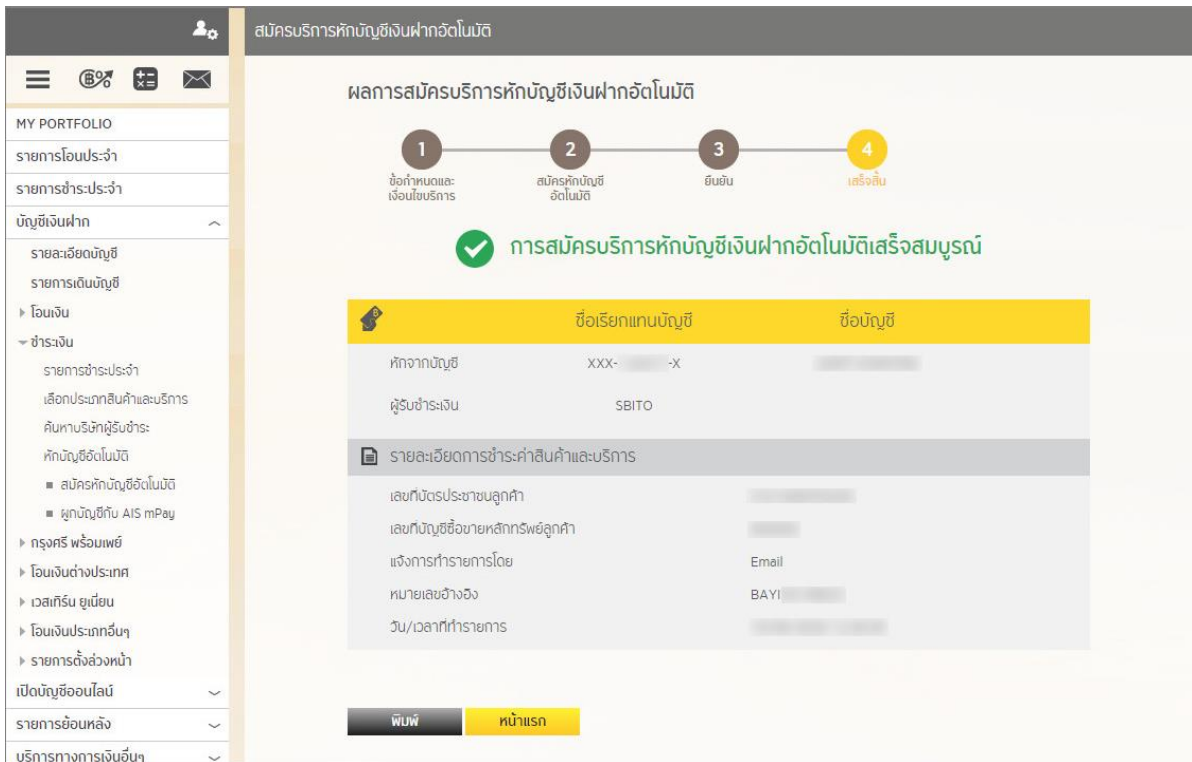 สมัครบริการหักบัญชีเงินฝากอัตโนมัติ
MY PORTFOLIO
รายการโอนประจำ
รายการชำระประจำ
บัญชีเงินฝาก
รายละเอียดบัญชี
รายการเดินบัญชี
โอนเงิน
ชำระเงิน
รายการชำระประจำ
เลือกประเภทสินค้าและบริการ
ค้นหาบริษัทผู้รับชำระ
หักบัญชีอัตโนมัติ
สมัครหักบัญชีอัตโนมัติ
ผูกบัญชีกับ AIS mPay
กรุงศรี พร้อมเพย์
โอนเงินต่างประเทศ
เวสเทิร์น ยูเนี่ยน
โอนเงินประเภทอื่นๆ
รายการตั้งล่วงหน้า
เปิดบัญชีออนไลน์
รายการย้อนหลัง
บริการทางการเงินอื่นๆ
ผลการสมัครบริการหักบัญชีเงินฝากอัตโนมัติ
1 2 3 4
ข้อกำหนดและ สมัครหักบัญชี ยืนยัน เสร็จสิ้น
เงื่อนไขบริการ อัตโนมัติ
การสมัครบริการหักบัญชีเงินฝากอัตโนมัติเสร็จสมบูรณ์
ชื่อเรียกแทนบัญชี ชื่อบัญชี
หักจากบัญชี XXX- -X
ผู้รับชำระเงิน SBITO
รายละเอียดการชำระค่าสินค้าและบริการ
เลขที่บัตรประชาชนลูกค้า
เลขที่บัญชีซื้อขายหลักทรัพย์ลูกค้า
แจ้งการทำรายการโดย Email
หมายเลขอ้างอิง BAYI
วัน/เวลาที่ทำรายการ
พิมพ์ หน้าแรก